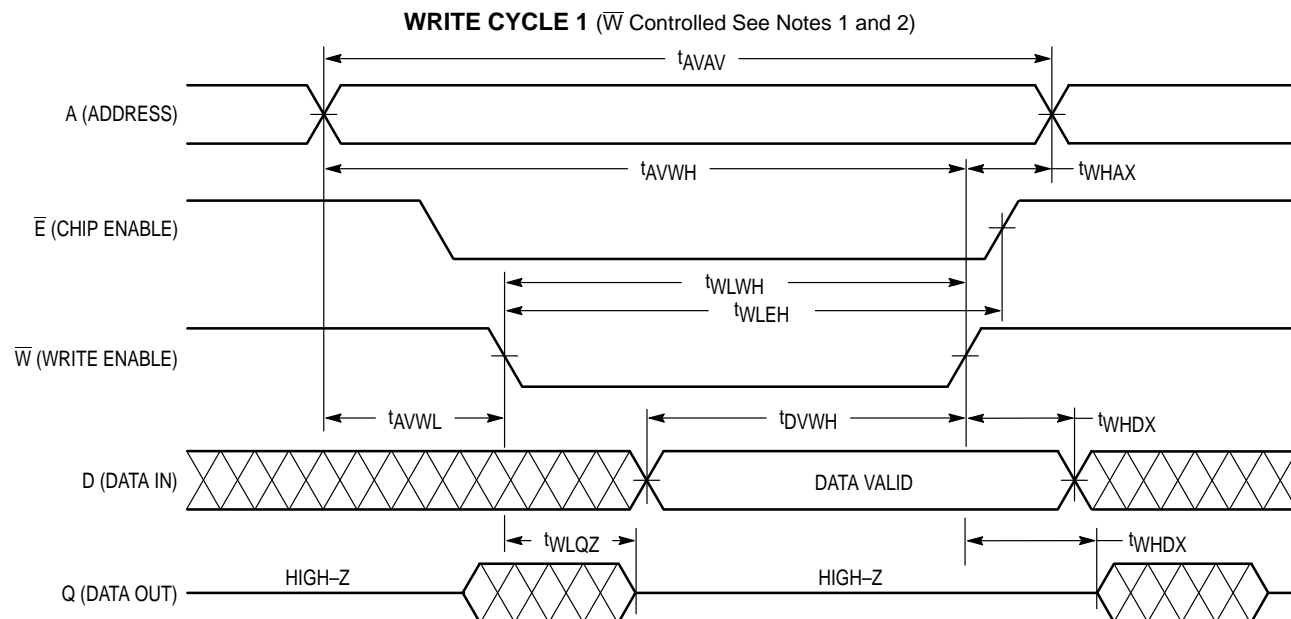 WRITE CYCLE 1 (W̅ Controlled See Notes 1 and 2)
tAVAV
A (ADDRESS)
tAVWH
tWHAX
E̅ (CHIP ENABLE)
tWLWH
tWLEH
W̅ (WRITE ENABLE)
tAVWL
tDVWH
tWHDX
D (DATA IN)
DATA VALID
tWLQZ
tWHDX
HIGH–Z
HIGH–Z
Q (DATA OUT)